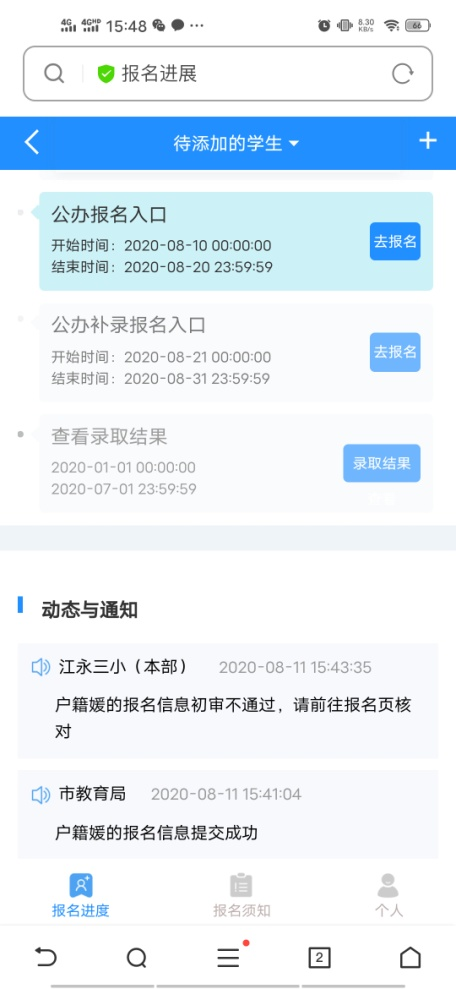 4G 4GHD 15:48 ··· 8.30 KB/s 66
报名进展
待添加的学生
公办报名入口
开始时间：2020-08-10 00:00:00
去报名
结束时间：2020-08-20 23:59:59
公办补录报名入口
开始时间：2020-08-21 00:00:00
去报名
结束时间：2020-08-31 23:59:59
查看录取结果
2020-01-01 00:00:00
录取结果
2020-07-01 23:59:59
动态与通知
江永三小（本部） 2020-08-11 15:43:35
户籍媛的报名信息初审不通过，请前往报名页核
对
市教育局 2020-08-11 15:41:04
户籍媛的报名信息提交成功
报名进度 报名须知 个人
2